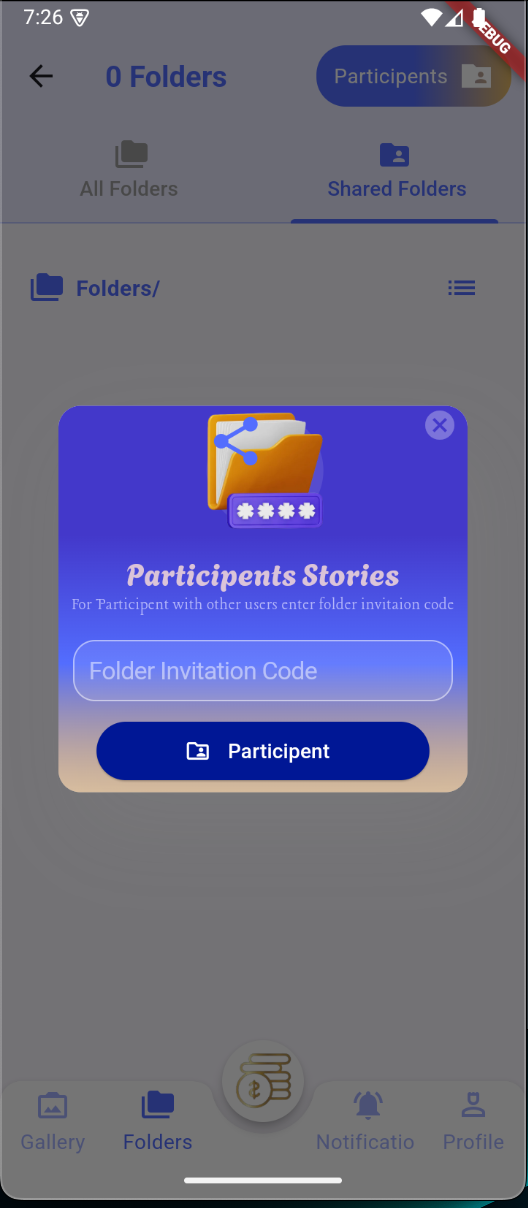 7:26
DEBUG
0 Folders
Participents
All Folders
Shared Folders
Folders/
****
Participents Stories
For Participent with other users enter folder invitaion code
Folder Invitation Code
Participent
Gallery
Folders
Notificatio
Profile